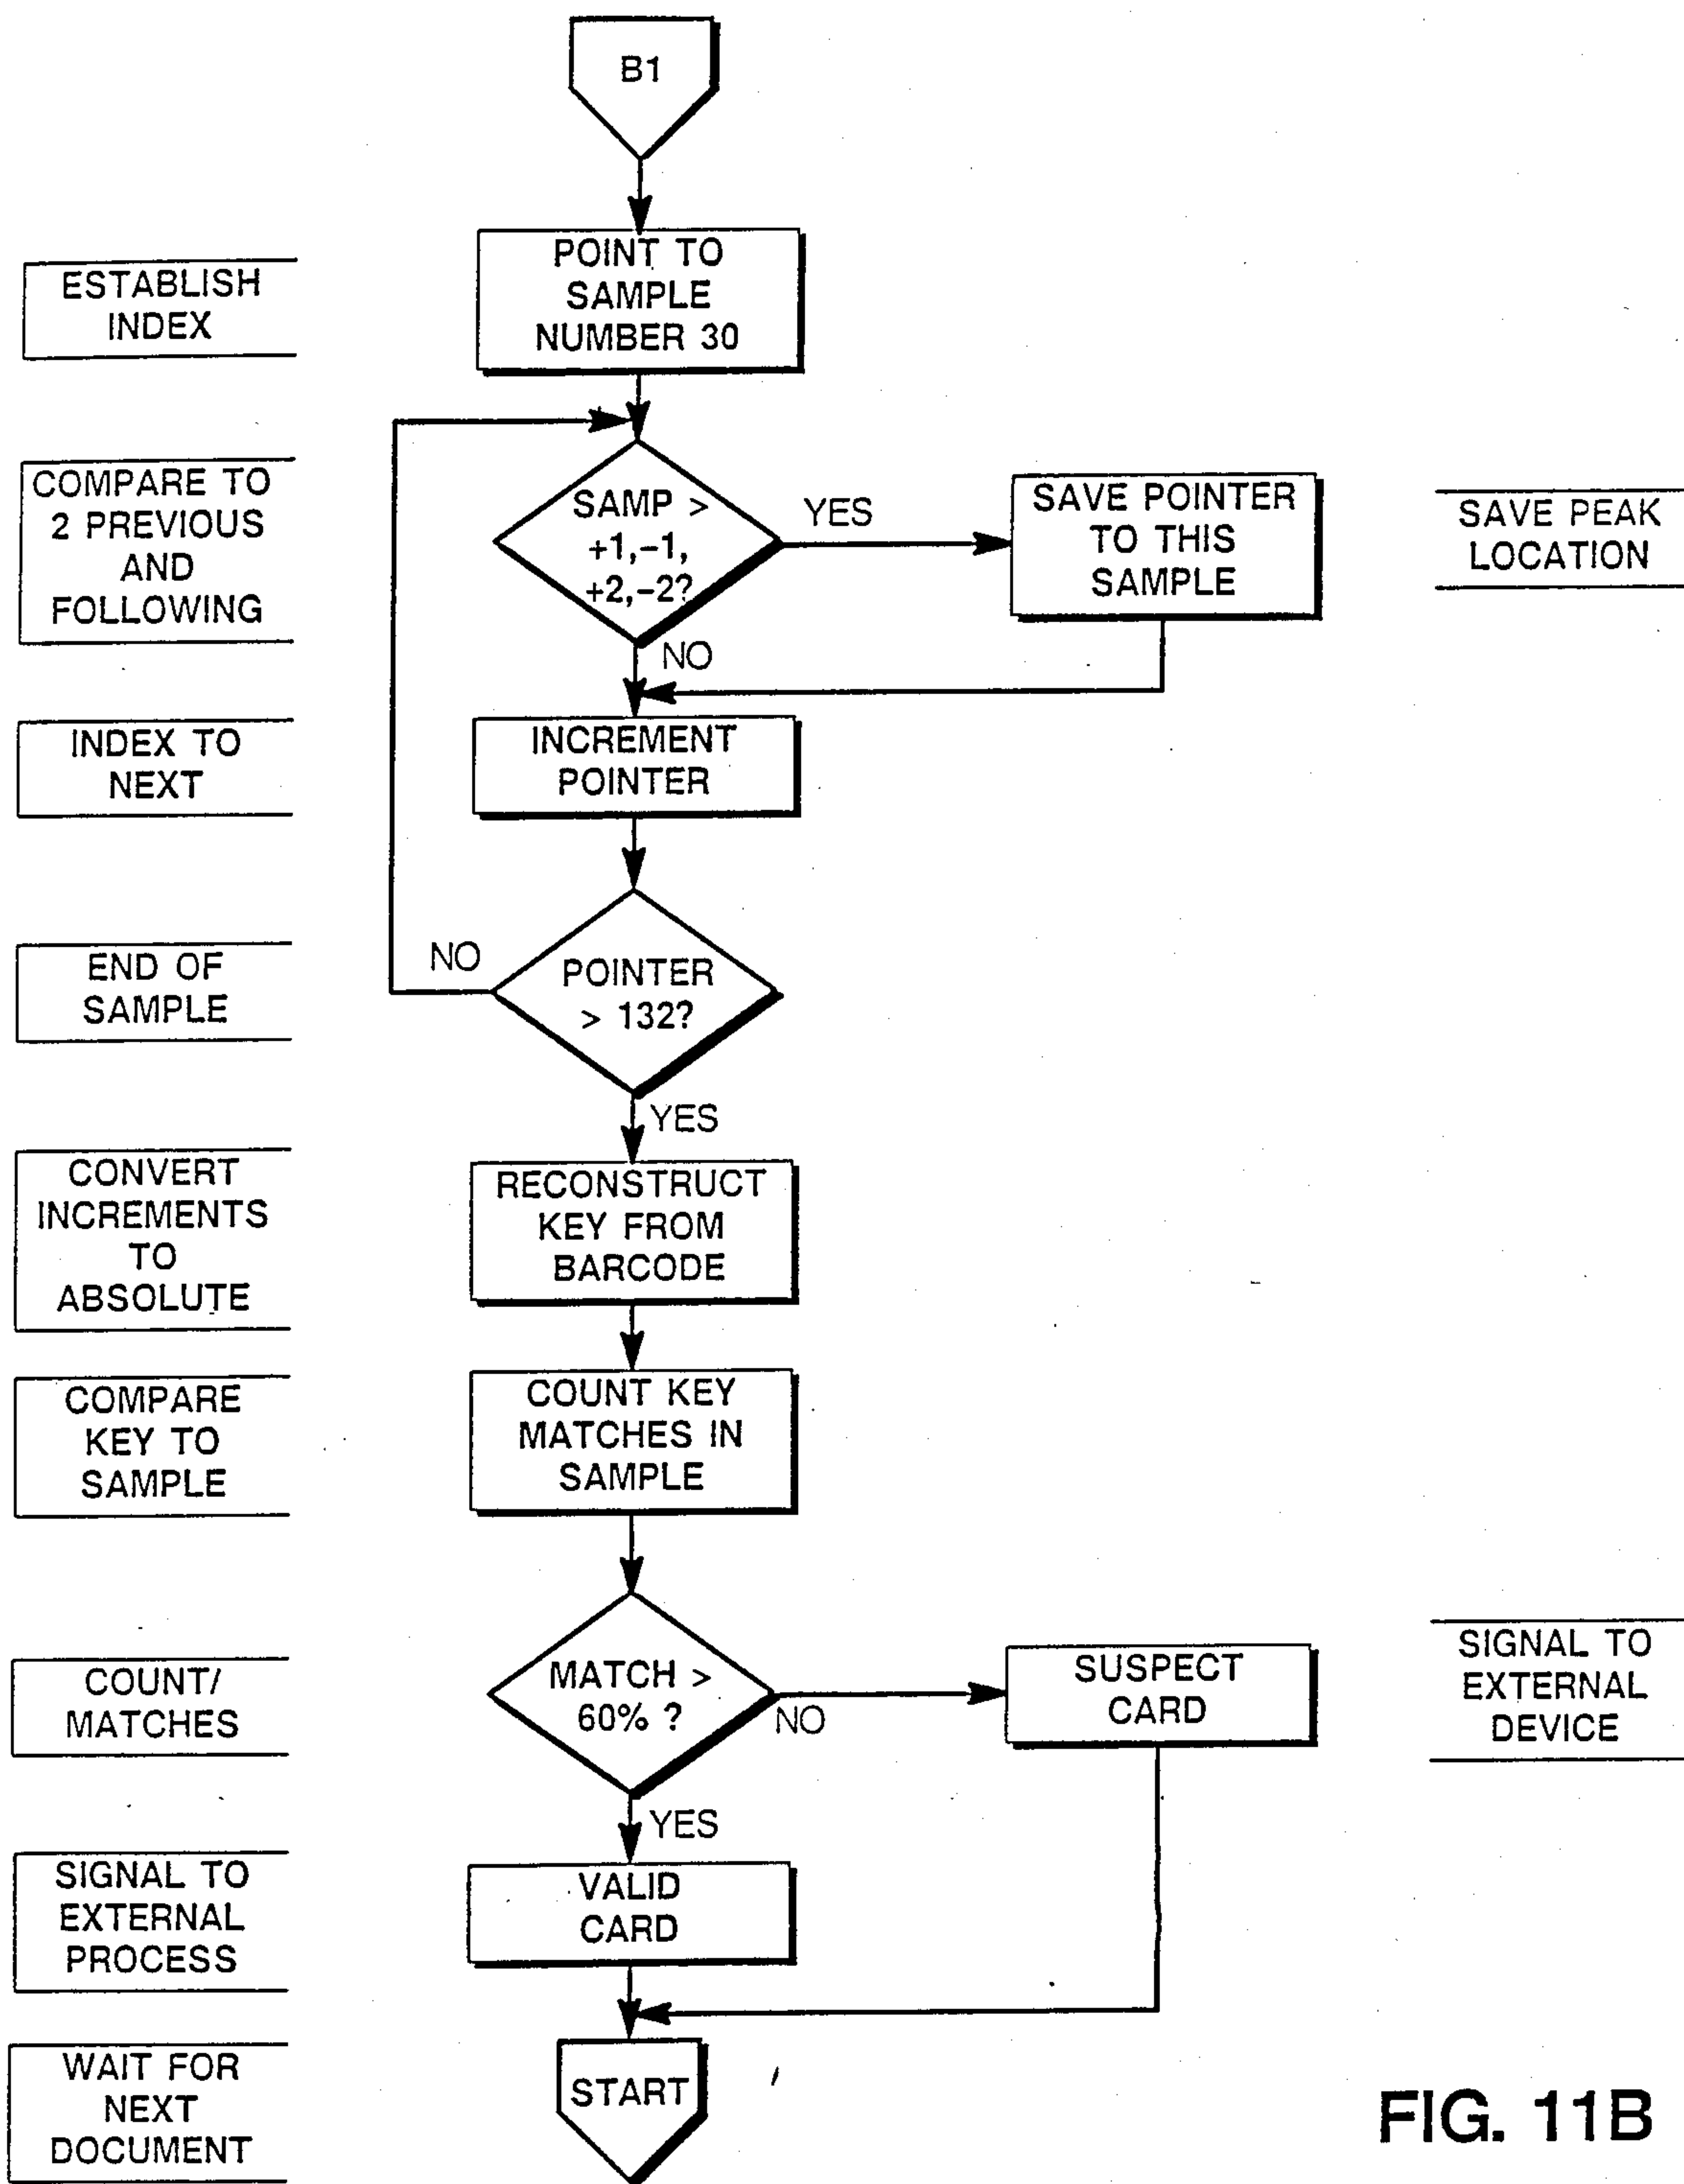 B1
ESTABLISH
INDEX
POINT TO
SAMPLE
NUMBER 30
COMPARE TO
2 PREVIOUS
AND
FOLLOWING
SAMP >
+1,-1,
+2,-2?
YES
SAVE POINTER
TO THIS
SAMPLE
SAVE PEAK
LOCATION
NO
INDEX TO
NEXT
INCREMENT
POINTER
END OF
SAMPLE
NO
POINTER
> 132?
YES
CONVERT
INCREMENTS
TO
ABSOLUTE
RECONSTRUCT
KEY FROM
BARCODE
COMPARE
KEY TO
SAMPLE
COUNT KEY
MATCHES IN
SAMPLE
COUNT/
MATCHES
MATCH >
60% ?
NO
SUSPECT
CARD
SIGNAL TO
EXTERNAL
DEVICE
YES
SIGNAL TO
EXTERNAL
PROCESS
VALID
CARD
WAIT FOR
NEXT
DOCUMENT
START
FIG. 11B